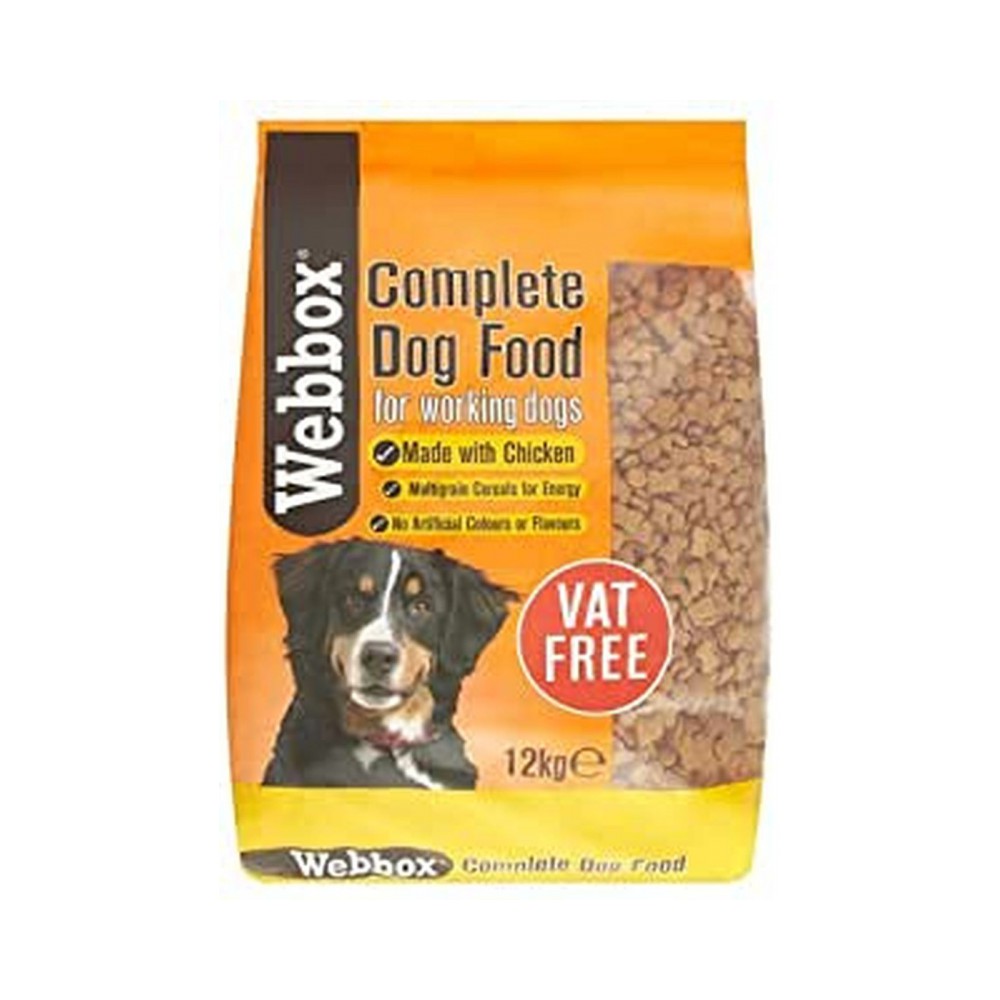 Webbox®
Complete
Dog Food
for working dogs
Made with Chicken
Multigrain Cereals for Energy
No Artificial Colours or Flavours
VAT
FREE
12kg℮
Webbox® Complete Dog Food